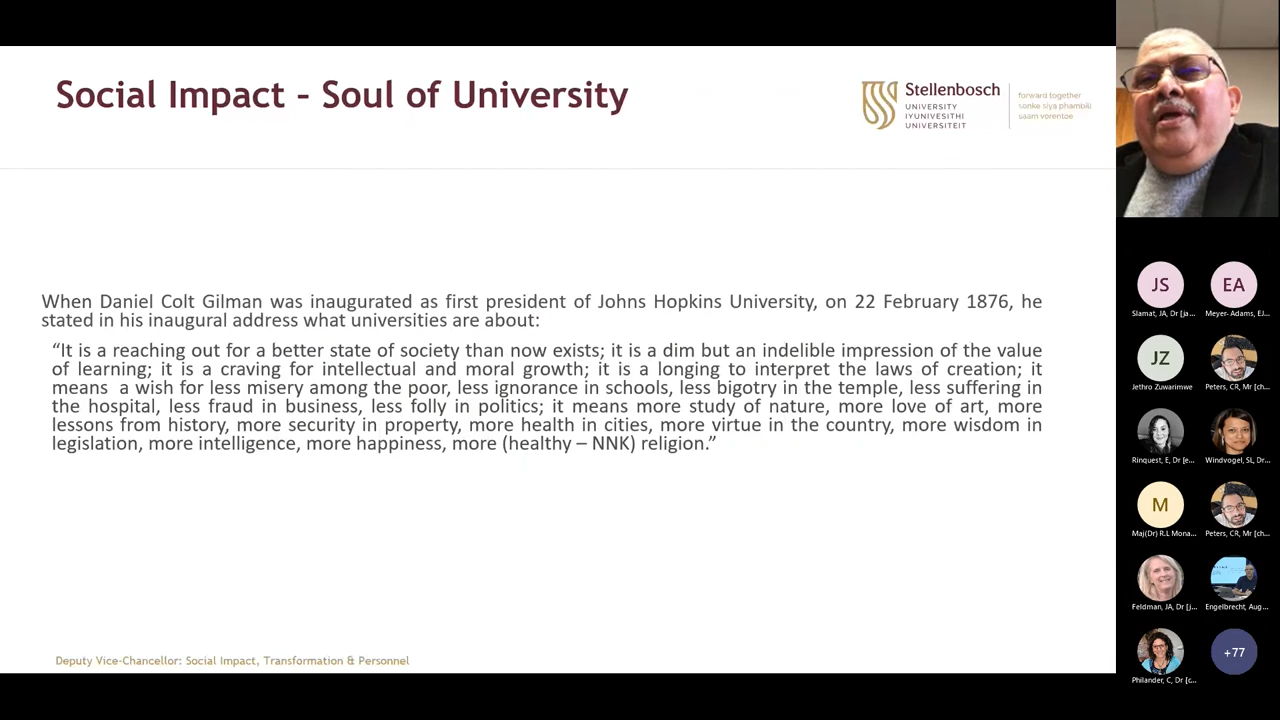 Social Impact – Soul of University
Stellenbosch
UNIVERSITY
IYUNIVESITHI
UNIVERSITEIT
forward together
sonke siya phambili
saam vorentoe
When Daniel Colt Gilman was inaugurated as first president of Johns Hopkins University, on 22 February 1876, he
stated in his inaugural address what universities are about:
“It is a reaching out for a better state of society than now exists; it is a dim but an indelible impression of the value
of learning; it is a craving for intellectual and moral growth; it is a longing to interpret the laws of creation; it
means a wish for less misery among the poor, less ignorance in schools, less bigotry in the temple, less suffering in
the hospital, less fraud in business, less folly in politics; it means more study of nature, more love of art, more
lessons from history, more security in property, more health in cities, more virtue in the country, more wisdom in
legislation, more intelligence, more happiness, more (healthy – NNK) religion.”
Deputy Vice-Chancellor: Social Impact, Transformation & Personnel
JS
EA
Slamat, JA, Dr [ja...
Meyer- Adams, EJ...
JZ
Jethro Zuwarimwe
Peters, CR, Mr [ch...
Rinquest, E, Dr [e...
Windvogel, SL, Dr...
M
Maj(Dr) R.L Mona...
Peters, CR, Mr [ch...
Feldman, JA, Dr [j...
Engelbrecht, Aug...
+77
Philander, C, Dr [c...